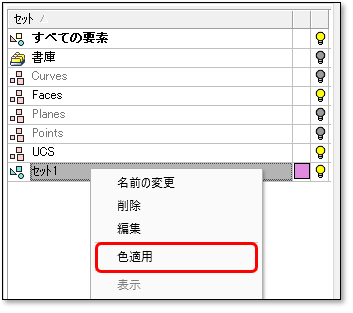 セット /
すべての要素
書庫
Curves
Faces
Planes
Points
UCS
セット1
名前の変更
削除
編集
色適用
表示